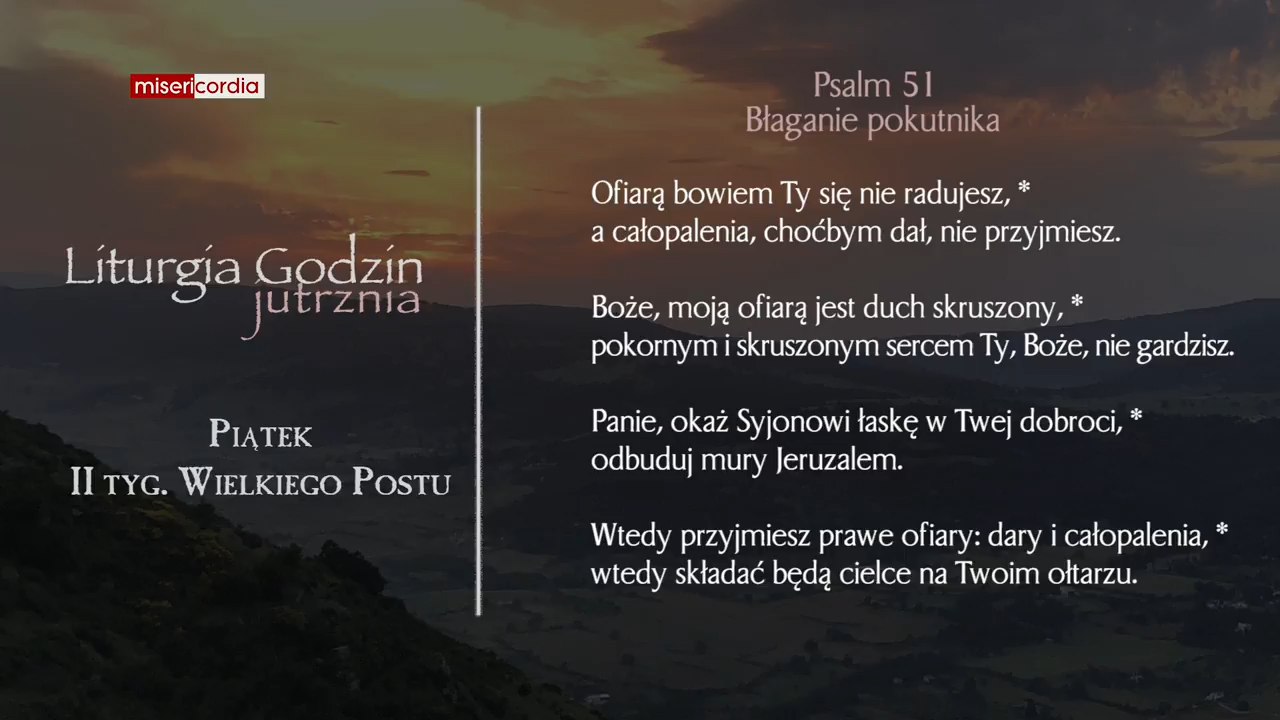 misericordia
Liturgia Godzin
jutrznia
Piątek
II tyg. Wielkiego Postu
Psalm 51
Błaganie pokutnika
Ofiarą bowiem Ty się nie radujesz, *
a całopalenia, choćbym dał, nie przyjmiesz.
Boże, moją ofiarą jest duch skruszony, *
pokornym i skruszonym sercem Ty, Boże, nie gardzisz.
Panie, okaż Syjonowi łaskę w Twej dobroci, *
odbuduj mury Jeruzalem.
Wtedy przyjmiesz prawe ofiary: dary i całopalenia, *
wtedy składać będą cielce na Twoim ołtarzu.